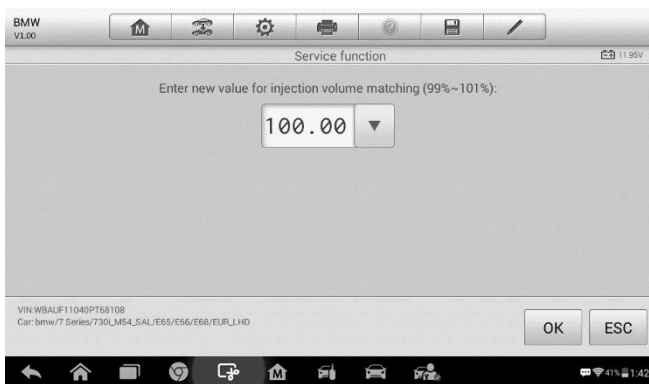 BMW
V1.00
Service function
11.95V
Enter new value for injection volume matching (99%~101%):
100.00
VIN:WBAUF11040PT68108
Car: bmw/7 Series/730i_M54_SAL/E65/E66/E68/EUR_LHD
OK
ESC
41%
1:42